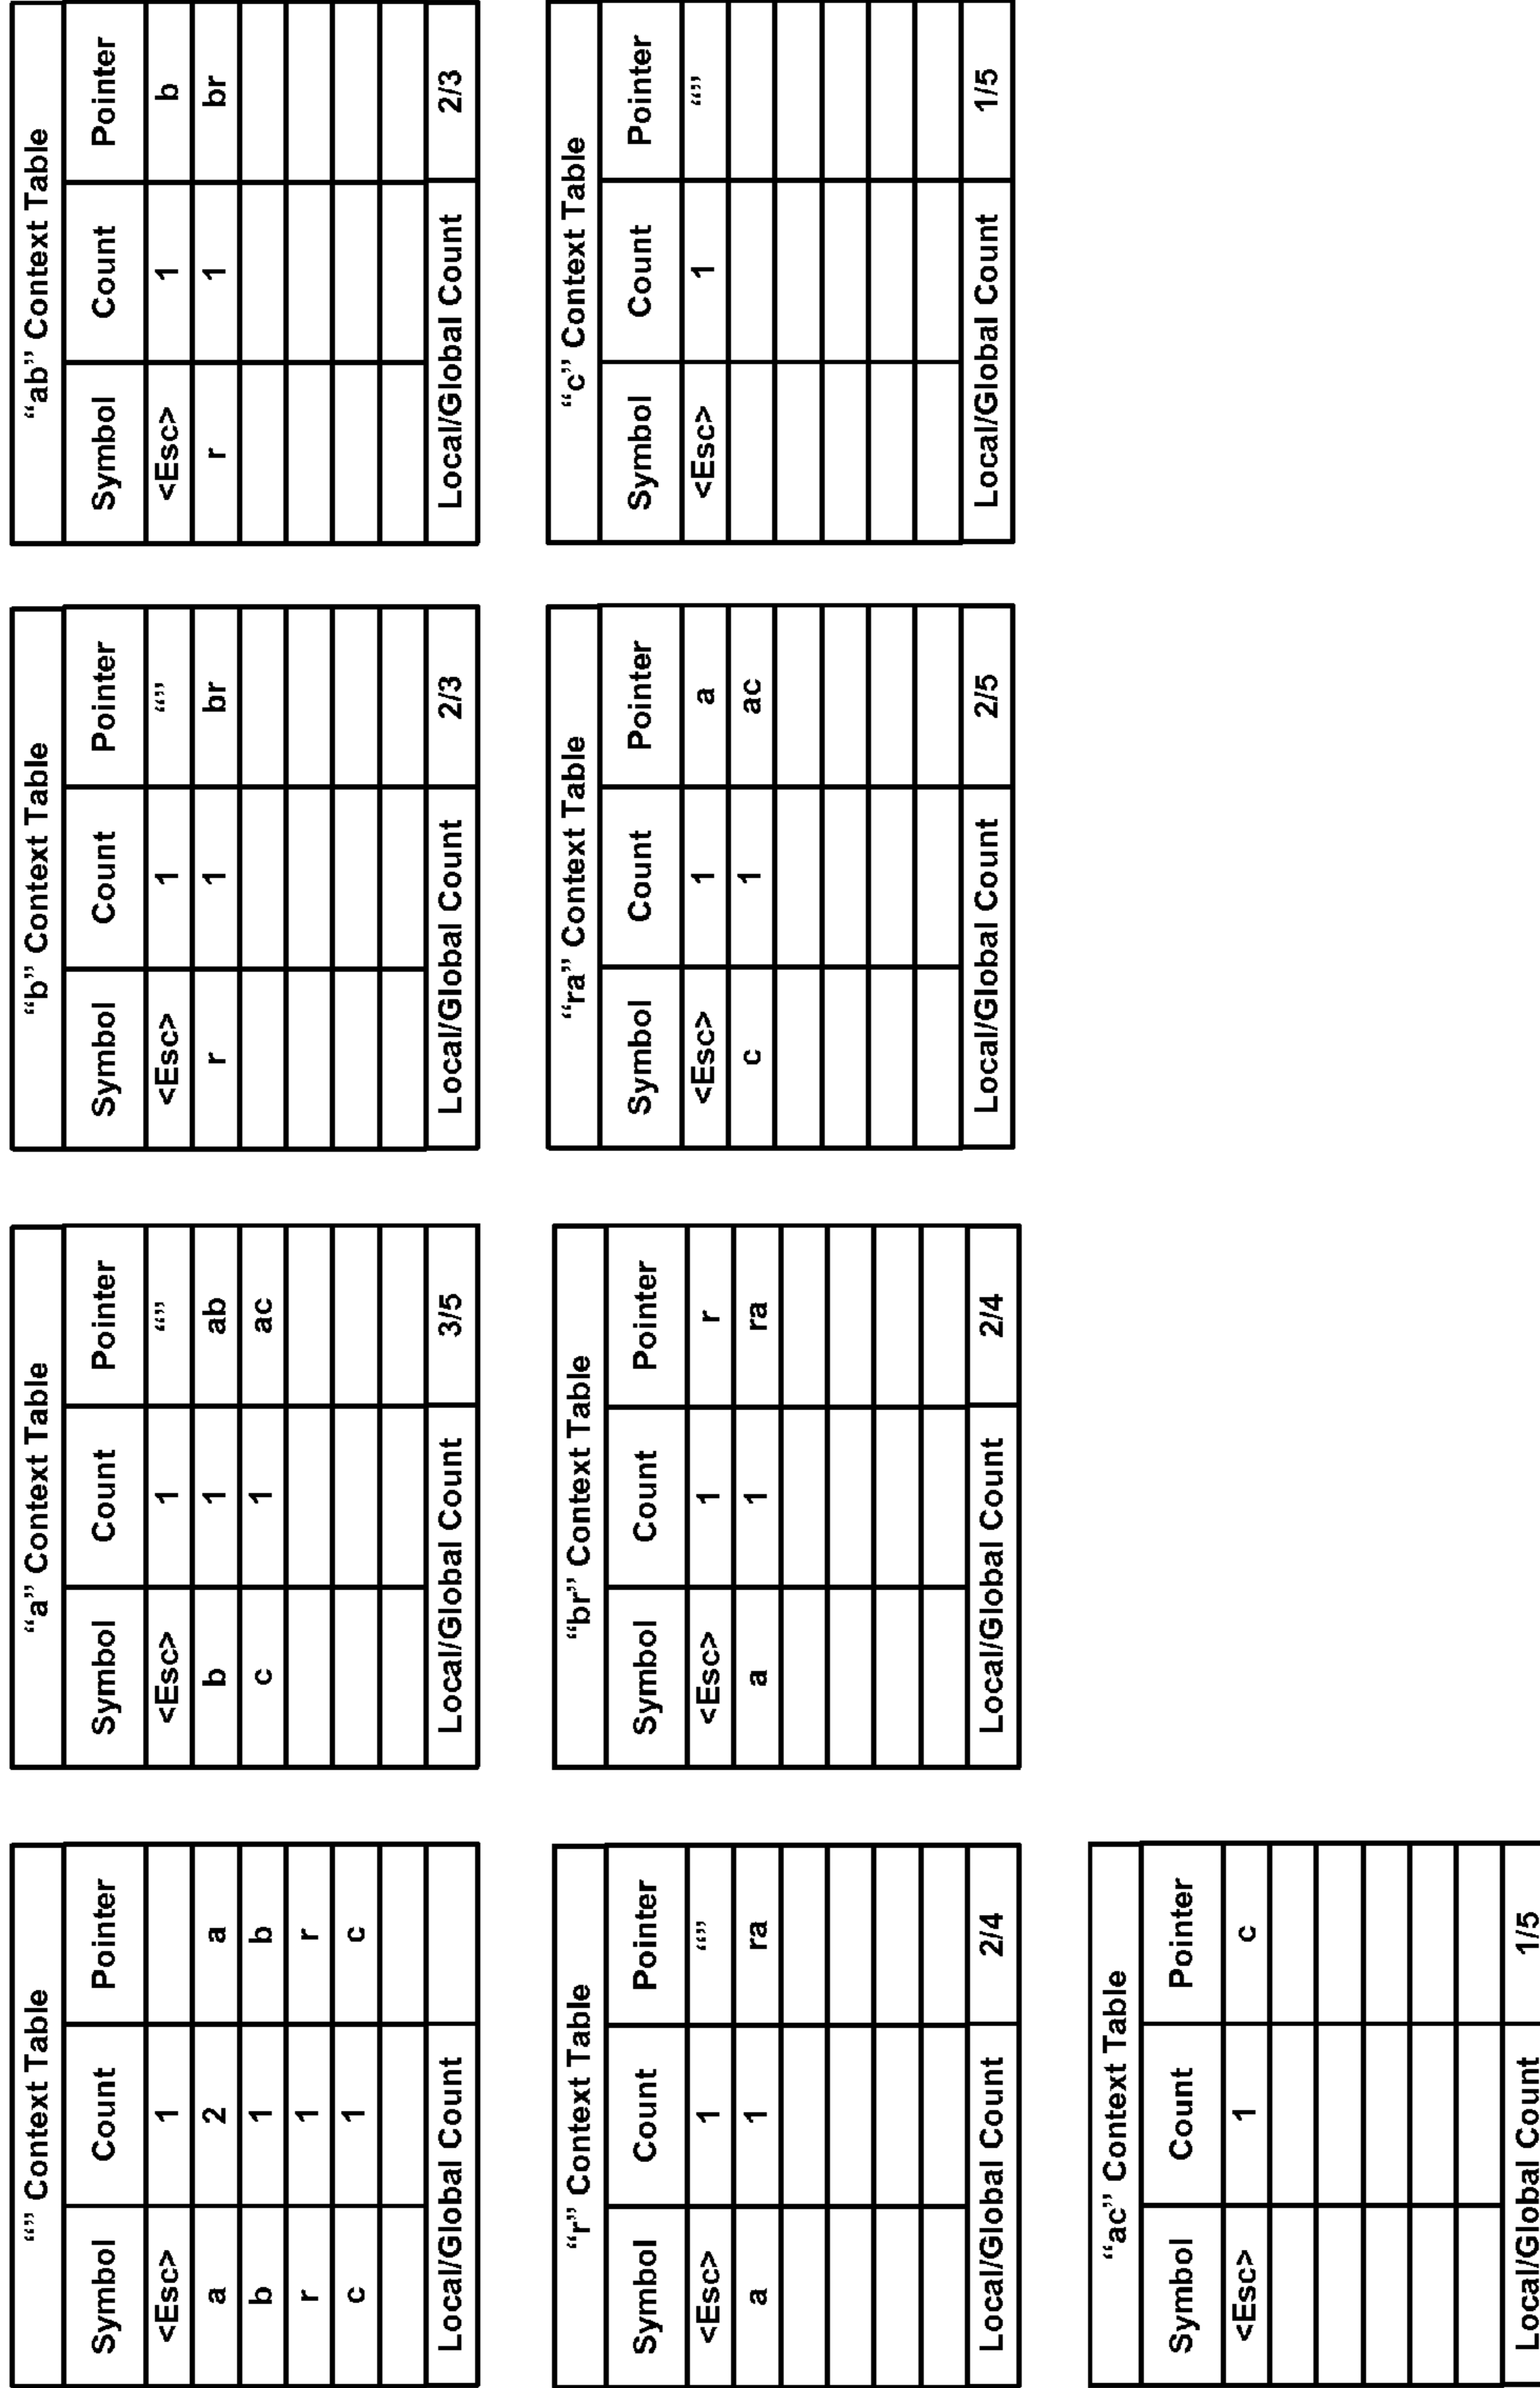 “” Context Table
Symbol Count Pointer
<Esc> 1
a 2 a
b 1 b
r 1 r
c 1 c
Local/Global Count
“a” Context Table
Symbol Count Pointer
<Esc> 1 “”
b 1 ab
c 1 ac
Local/Global Count 3/5
“b” Context Table
Symbol Count Pointer
<Esc> 1 “”
r 1 br
Local/Global Count 2/3
“ab” Context Table
Symbol Count Pointer
<Esc> 1 b
r 1 br
Local/Global Count 2/3
“r” Context Table
Symbol Count Pointer
<Esc> 1 “”
a 1 ra
Local/Global Count 2/4
“br” Context Table
Symbol Count Pointer
<Esc> 1 r
a 1 ra
Local/Global Count 2/4
“ra” Context Table
Symbol Count Pointer
<Esc> 1 a
c 1 ac
Local/Global Count 2/5
“c” Context Table
Symbol Count Pointer
<Esc> 1 “”
Local/Global Count 1/5
“ac” Context Table
Symbol Count Pointer
<Esc> 1 c
Local/Global Count 1/5